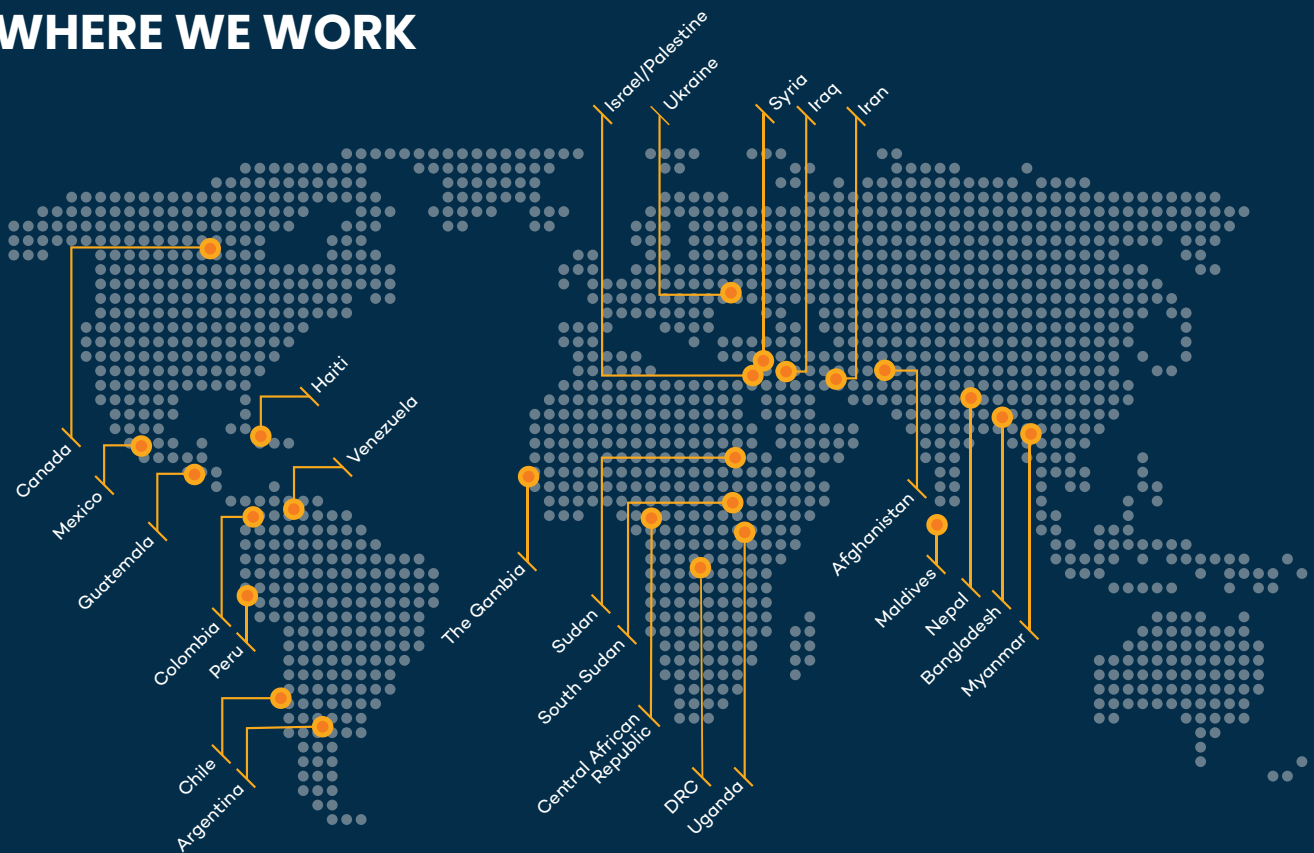 WHERE WE WORK
Israel/Palestine
Ukraine
Syria
Iraq
Iran
Haiti
Venezuela
Canada
Mexico
Guatemala
Colombia
Peru
Chile
Argentina
The Gambia
Sudan
South Sudan
Central African
Republic
DRC
Uganda
Afghanistan
Maldives
Nepal
Bangladesh
Myanmar